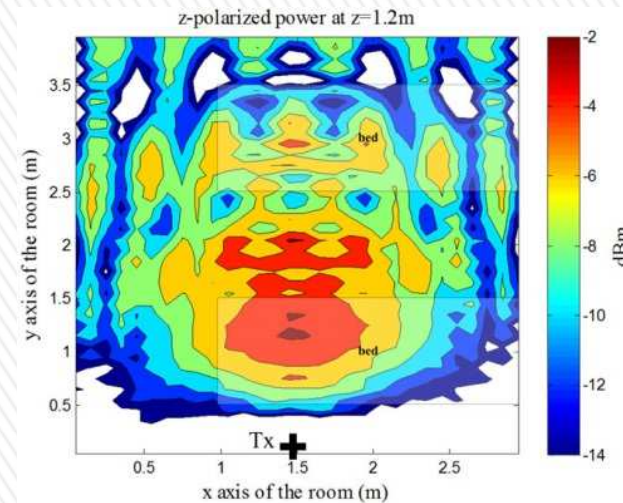 z-polarized power at z=1.2m
y axis of the room (m)
3.5
3
2.5
2
1.5
1
0.5
bed
bed
Tx
0.5
1
1.5
2
2.5
x axis of the room (m)
-2
-4
-6
-8
-10
-12
-14
dBm